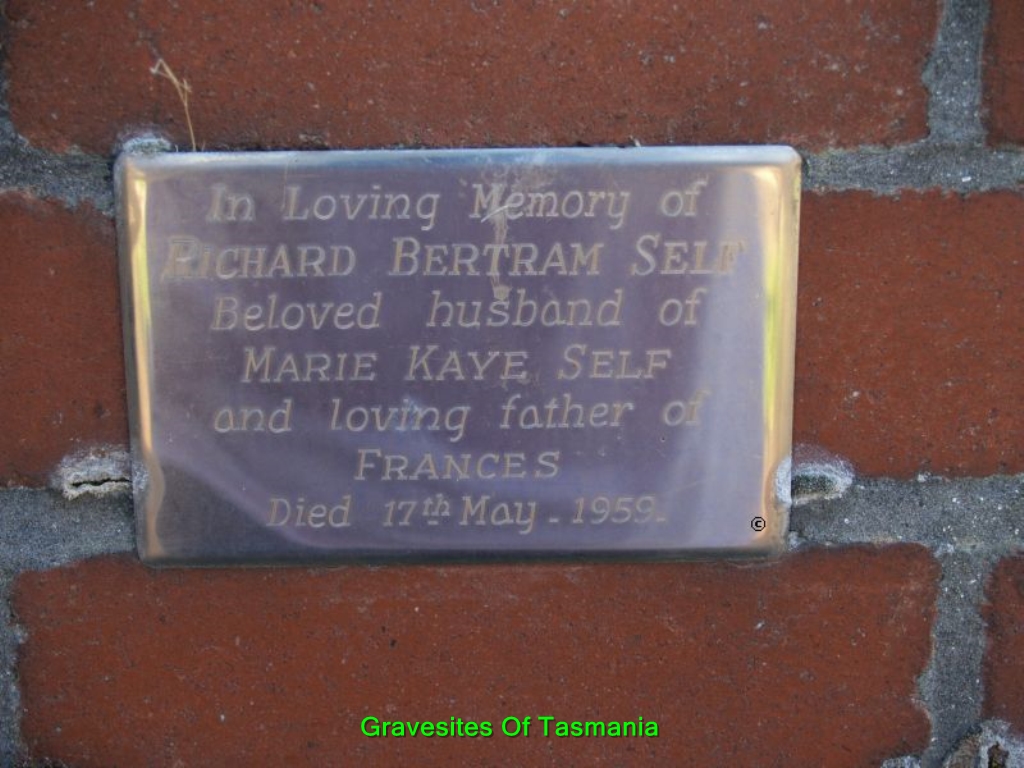 In Loving Memory of
RICHARD BERTRAM SELF
Beloved husband of
MARIE KAYE SELF
and loving father of
FRANCES
Died 17th May - 1959.
©
Gravesites Of Tasmania